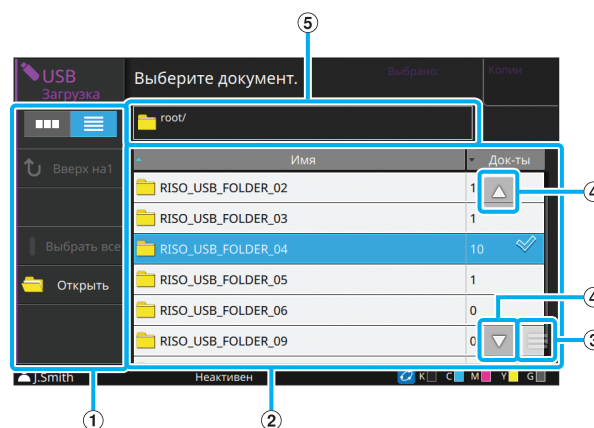 5
USB
Загрузка
Выберите документ.
Выбрано:
Копии
root/
Имя
Док-ты
Вверх на1
RISO_USB_FOLDER_02
1
4
RISO_USB_FOLDER_03
1
Выбрать все
RISO_USB_FOLDER_04
10
Открыть
RISO_USB_FOLDER_05
1
4
RISO_USB_FOLDER_06
0
RISO_USB_FOLDER_09
0
3
J.Smith
Неактивен
K
C
M
Y
G
1
2